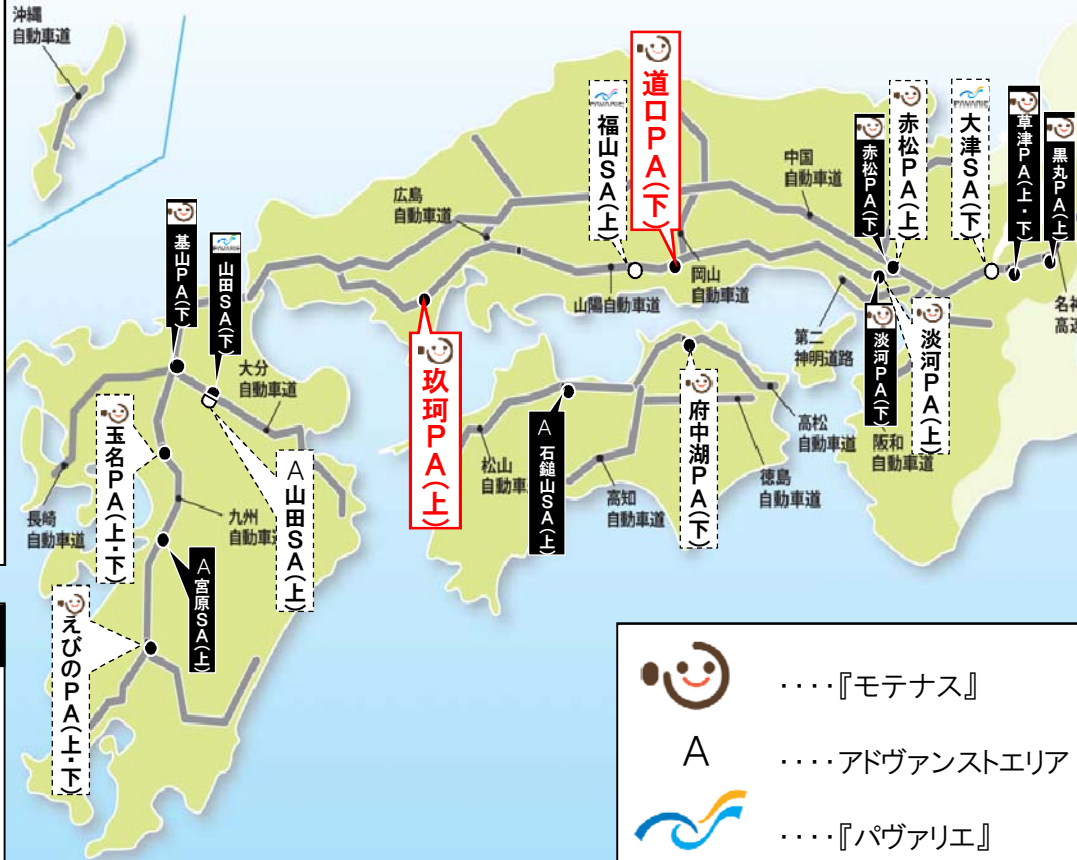 沖縄
自動車道
道口PA(下)
福山SA(上)
PAVARIE
赤松PA(下)
赤松PA(上)
大津SA(下)
PAVARIE
草津PA(上・下)
黒丸PA(上)
中国
自動車道
広島
自動車道
基山PA(下)
山田SA(下)
PAVARIE
山陽自動車道
岡山
自動車道
第二
神明道路
淡河PA(下)
淡河PA(上)
名神
高速
大分
自動車道
玖珂PA(上)
A 石鎚山SA(上)
府中湖PA(下)
高松
自動車道
阪和
自動車道
松山
自動車
高知
自動車道
徳島
自動車道
玉名PA(上・下)
A 山田SA(上)
長崎
自動車道
九州
自動車道
A 宮原SA(上)
えびのPA(上・下)
････『モテナス』
A ････アドヴァンストエリア
････『パヴァリエ』